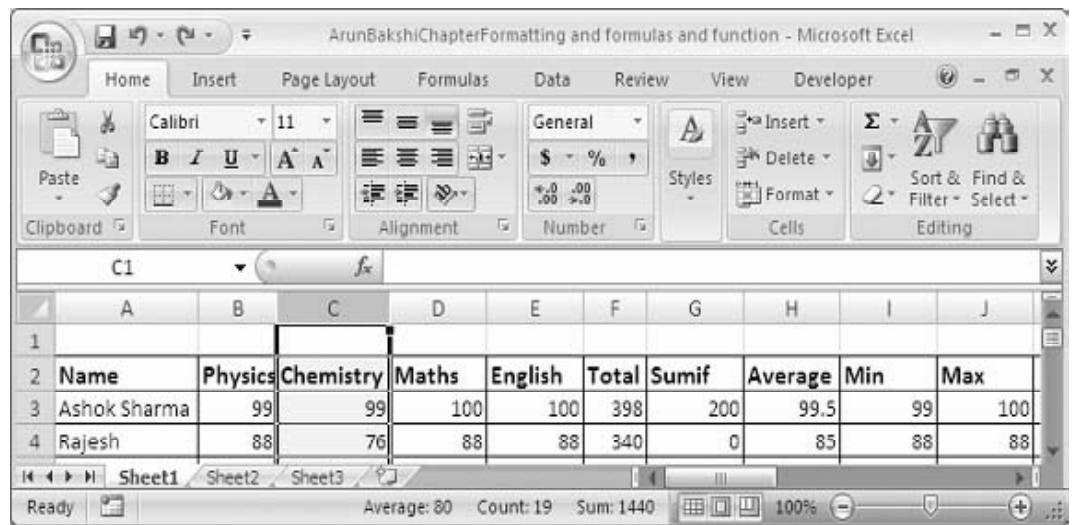 ArunBakshiChapterFormatting and formulas and function - Microsoft Excel
Home Insert Page Layout Formulas Data Review View Developer
Paste
Calibri 11
B I U A A
A
General
$ % ,
Styles
Insert
Delete
Format
Σ
Sort & Filter
Find & Select
Clipboard Font Alignment Number Cells Editing
C1 fx
A B C D E F G H I J
1
2 Name Physics Chemistry Maths English Total Sumif Average Min Max
3 Ashok Sharma 99 99 100 100 398 200 99.5 99 100
4 Rajesh 88 76 88 88 340 0 85 88 88
Sheet1 Sheet2 Sheet3
Ready Average: 80 Count: 19 Sum: 1440 100%